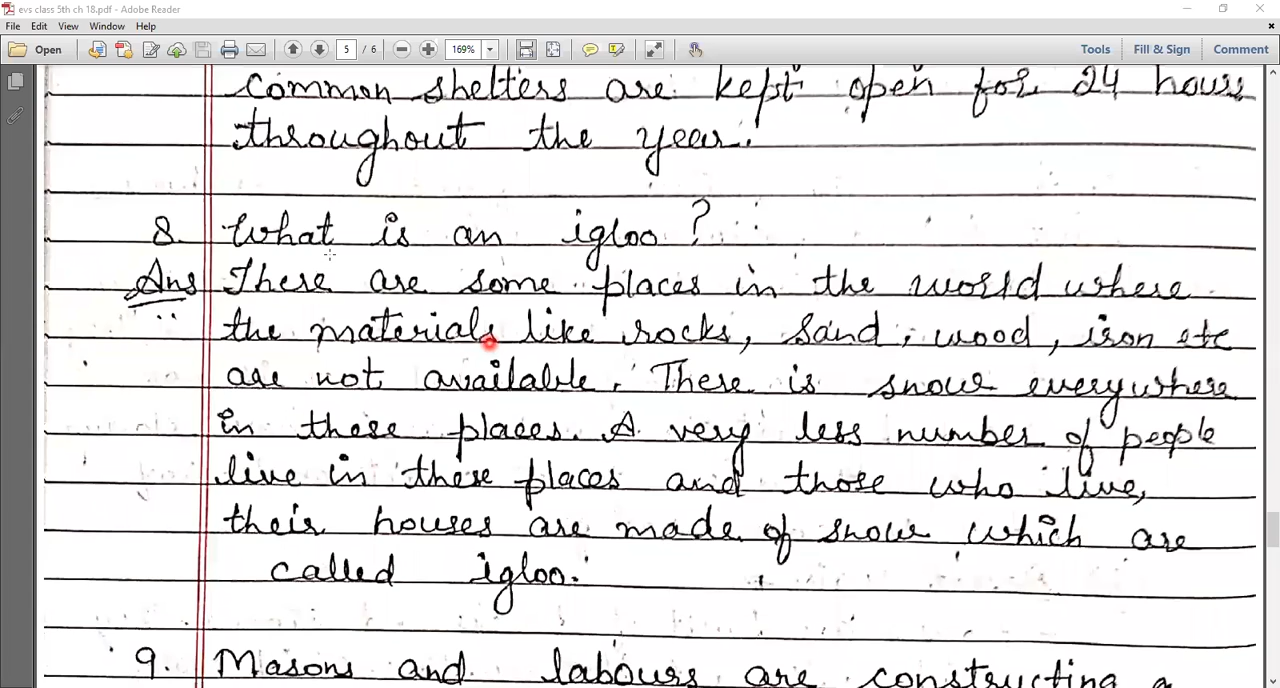 evs class 5th ch 18.pdf - Adobe Reader
File Edit View Window Help
Open 5 / 6 169% Tools Fill & Sign Comment
common shelters are kept open for 24 hours
throughout the year.
8. What is an igloo?
Ans There are some places in the world where
the materials like rocks, sand, wood, iron etc
are not available. There is snow everywhere
in these places. A very less number of people
live in these places and those who live,
their houses are made of snow which are
called igloo.
9. Masons and labours are constructing a